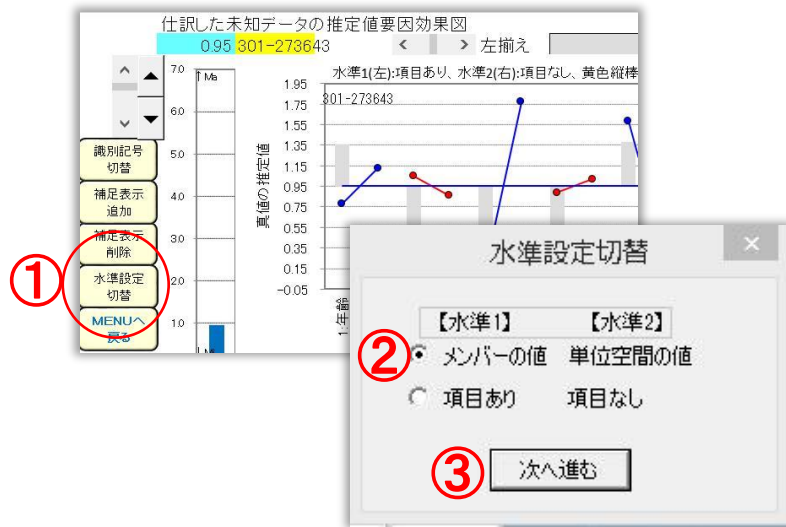 仕訳した未知データの推定値要因効果図
0.95 301-273643 左揃え
水準1(左):項目あり、水準2(右):項目なし、黄色縦棒
301-273643
↑Ma
7.0
6.0
5.0
4.0
3.0
2.0
1.0
真値の推定値
1.95
1.75
1.55
1.35
1.15
0.95
0.75
0.55
0.35
0.15
-0.05
1:年齢
識別記号
切替
補足表示
追加
補足表示
削除
水準設定
切替
MENUへ
戻る
①
水準設定切替
【水準1】 【水準2】
② メンバーの値 単位空間の値
項目あり 項目なし
③ 次へ進む